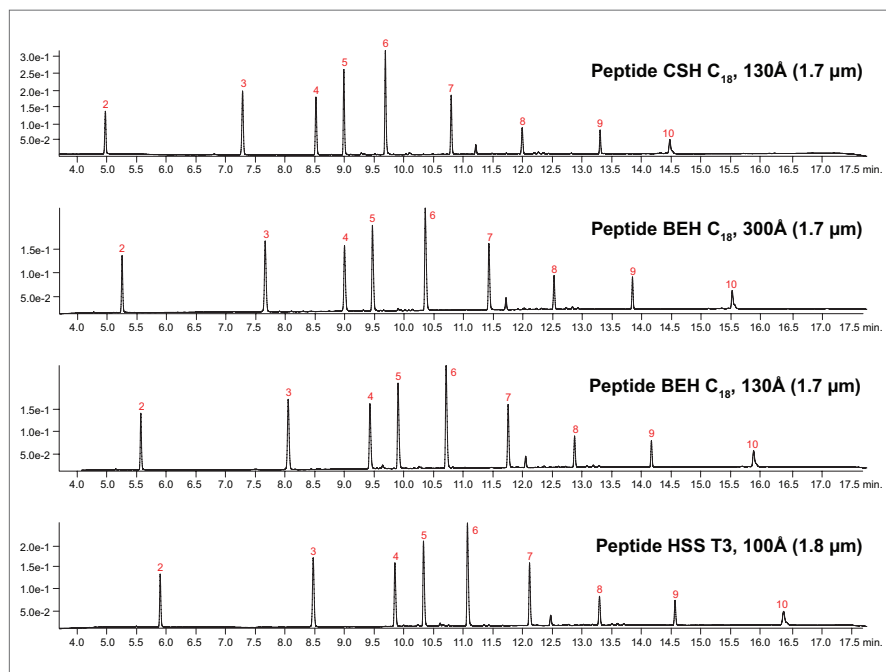 6
3.0e-1
5
Peptide CSH C₁₈, 130Å (1.7 µm)
2.5e-1
3
2.0e-1
4
7
2
1.5e-1
1.0e-1
8
9
10
5.0e-2
4.0 4.5 5.0 5.5 6.0 6.5 7.0 7.5 8.0 8.5 9.0 9.5 10.0 10.5 11.0 11.5 12.0 12.5 13.0 13.5 14.0 14.5 15.0 15.5 16.0 16.5 17.0 17.5 min.
6
5
Peptide BEH C₁₈, 300Å (1.7 µm)
3
4
7
2
1.5e-1
8
9
1.0e-1
10
5.0e-2
4.0 4.5 5.0 5.5 6.0 6.5 7.0 7.5 8.0 8.5 9.0 9.5 10.0 10.5 11.0 11.5 12.0 12.5 13.0 13.5 14.0 14.5 15.0 15.5 16.0 16.5 17.0 17.5 min.
6
5
Peptide BEH C₁₈, 130Å (1.7 µm)
3
4
7
2
1.5e-1
8
9
1.0e-1
10
5.0e-2
4.0 4.5 5.0 5.5 6.0 6.5 7.0 7.5 8.0 8.5 9.0 9.5 10.0 10.5 11.0 11.5 12.0 12.5 13.0 13.5 14.0 14.5 15.0 15.5 16.0 16.5 17.0 17.5 min.
6
5
Peptide HSS T3, 100Å (1.8 µm)
2.0e-1
3
4
7
2
1.5e-1
8
9
1.0e-1
10
5.0e-2
4.0 4.5 5.0 5.5 6.0 6.5 7.0 7.5 8.0 8.5 9.0 9.5 10.0 10.5 11.0 11.5 12.0 12.5 13.0 13.5 14.0 14.5 15.0 15.5 16.0 16.5 17.0 17.5 min.